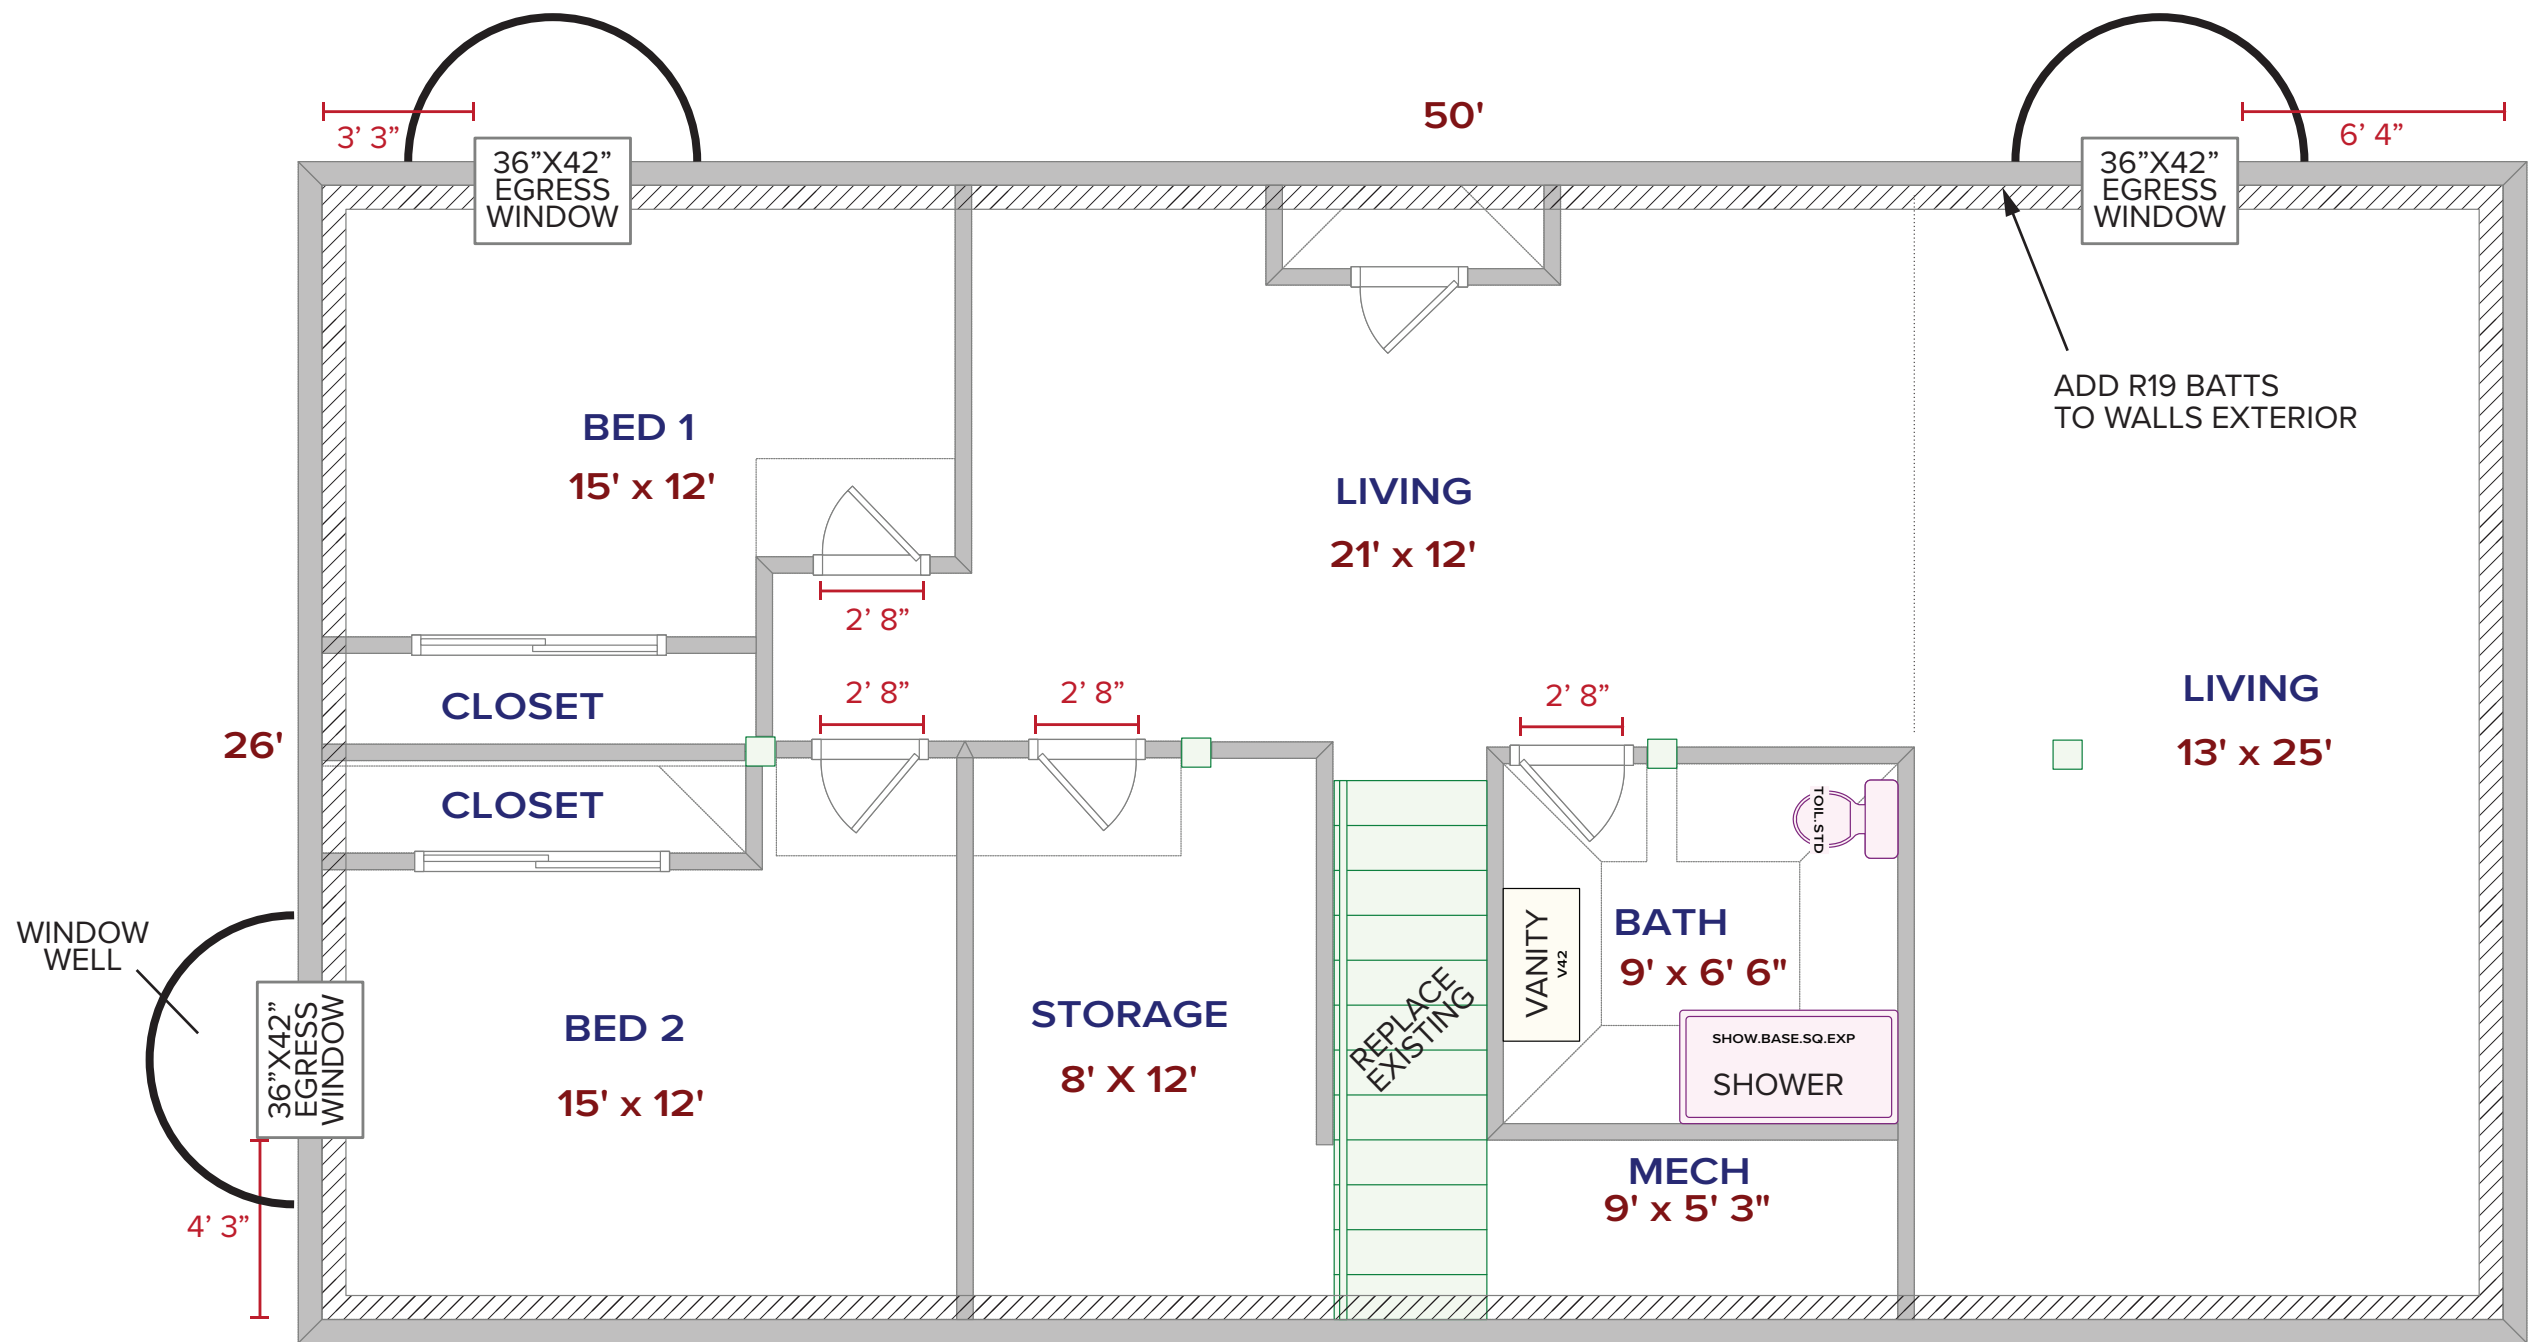 50'
3’ 3”
6’ 4”
36”X42”
EGRESS
WINDOW
36”X42”
EGRESS
WINDOW
ADD R19 BATTS
TO WALLS EXTERIOR
BED 1
15' x 12'
LIVING
21' x 12'
2’ 8”
CLOSET
2’ 8”
2’ 8”
2’ 8”
LIVING
13' x 25'
26'
CLOSET
TOIL.STD
WINDOW
WELL
36”X42”
EGRESS
WINDOW
BED 2
15' x 12'
STORAGE
8' X 12'
REPLACE
EXISTING
VANITY
V42
BATH
9' x 6' 6"
SHOW.BASE.SQ.EXP
SHOWER
MECH
9' x 5' 3"
4’ 3”